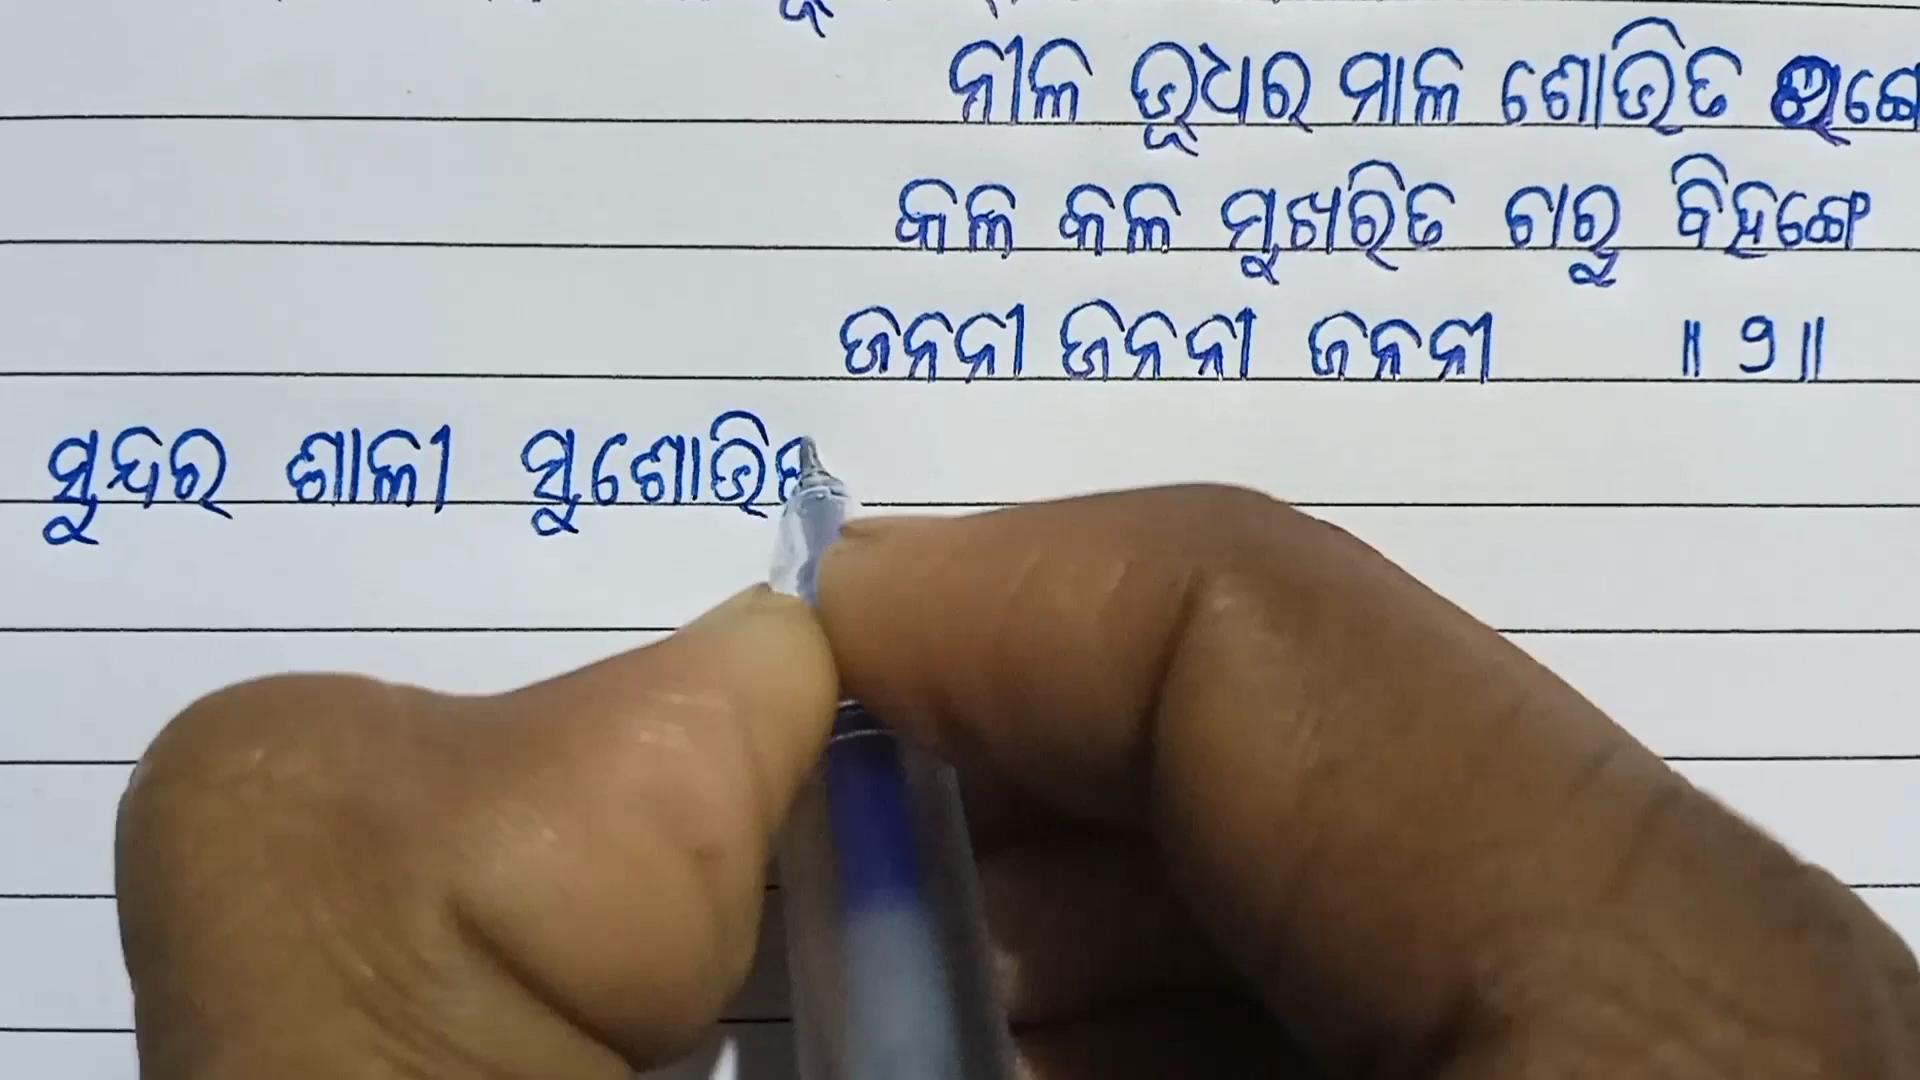 ନୀଳ ଭୂଧର ମାଳ ଶୋଭିତ
କଳ କଳ ମୁଖରିତ ଚାରୁ ବିହଙ୍ଗେ
ଜନନୀ ଜନନୀ ଜନନୀ ॥ ୨ ॥
ସୁନ୍ଦର ଶାଳୀ